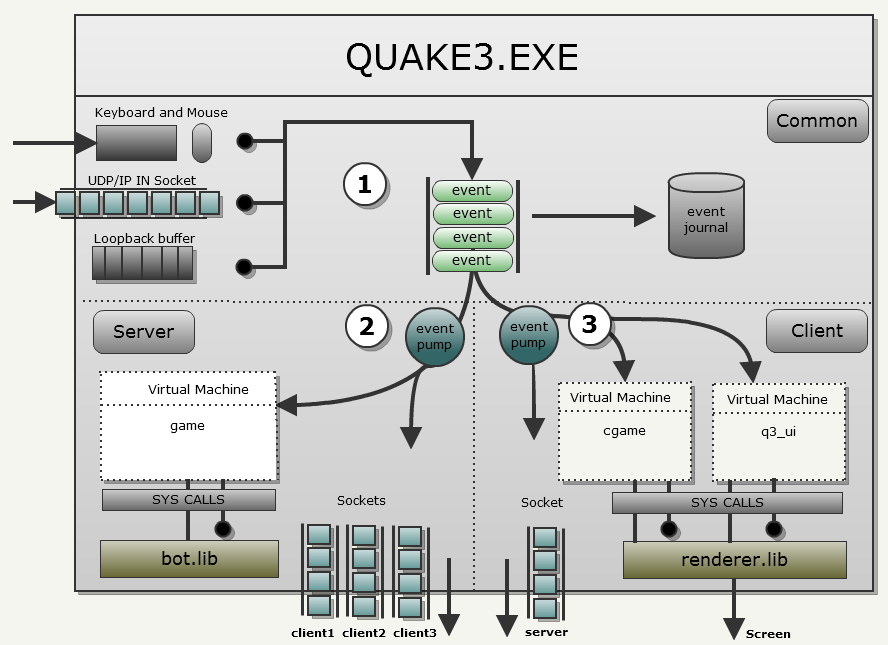 QUAKE3.EXE
Keyboard and Mouse
Common
UDP/IP IN Socket
1
event
event
event
event
event
journal
Loopback buffer
Server
2
event
pump
event
pump
3
Client
Virtual Machine
game
Virtual Machine
cgame
Virtual Machine
q3_ui
SYS CALLS
Sockets
Socket
SYS CALLS
bot.lib
renderer.lib
client1
client2
client3
server
Screen